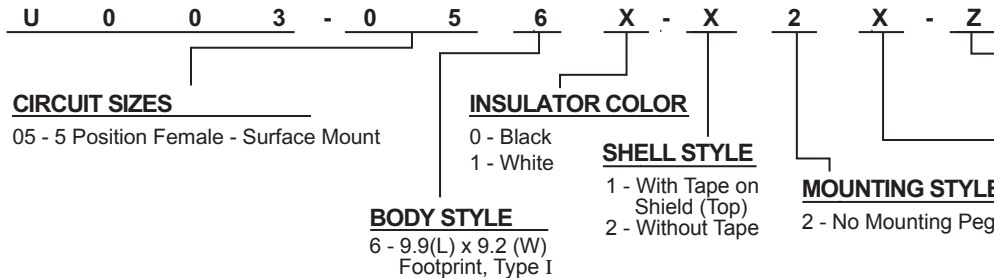 U 0 0 3 - 0 5 6 X - X 2 X - Z
CIRCUIT SIZES
05 - 5 Position Female - Surface Mount
INSULATOR COLOR
0 - Black
1 - White
SHELL STYLE
1 - With Tape on
Shield (Top)
2 - Without Tape
MOUNTING STYLE
2 - No Mounting Peg
BODY STYLE
6 - 9.9(L) x 9.2 (W)
Footprint, Type I